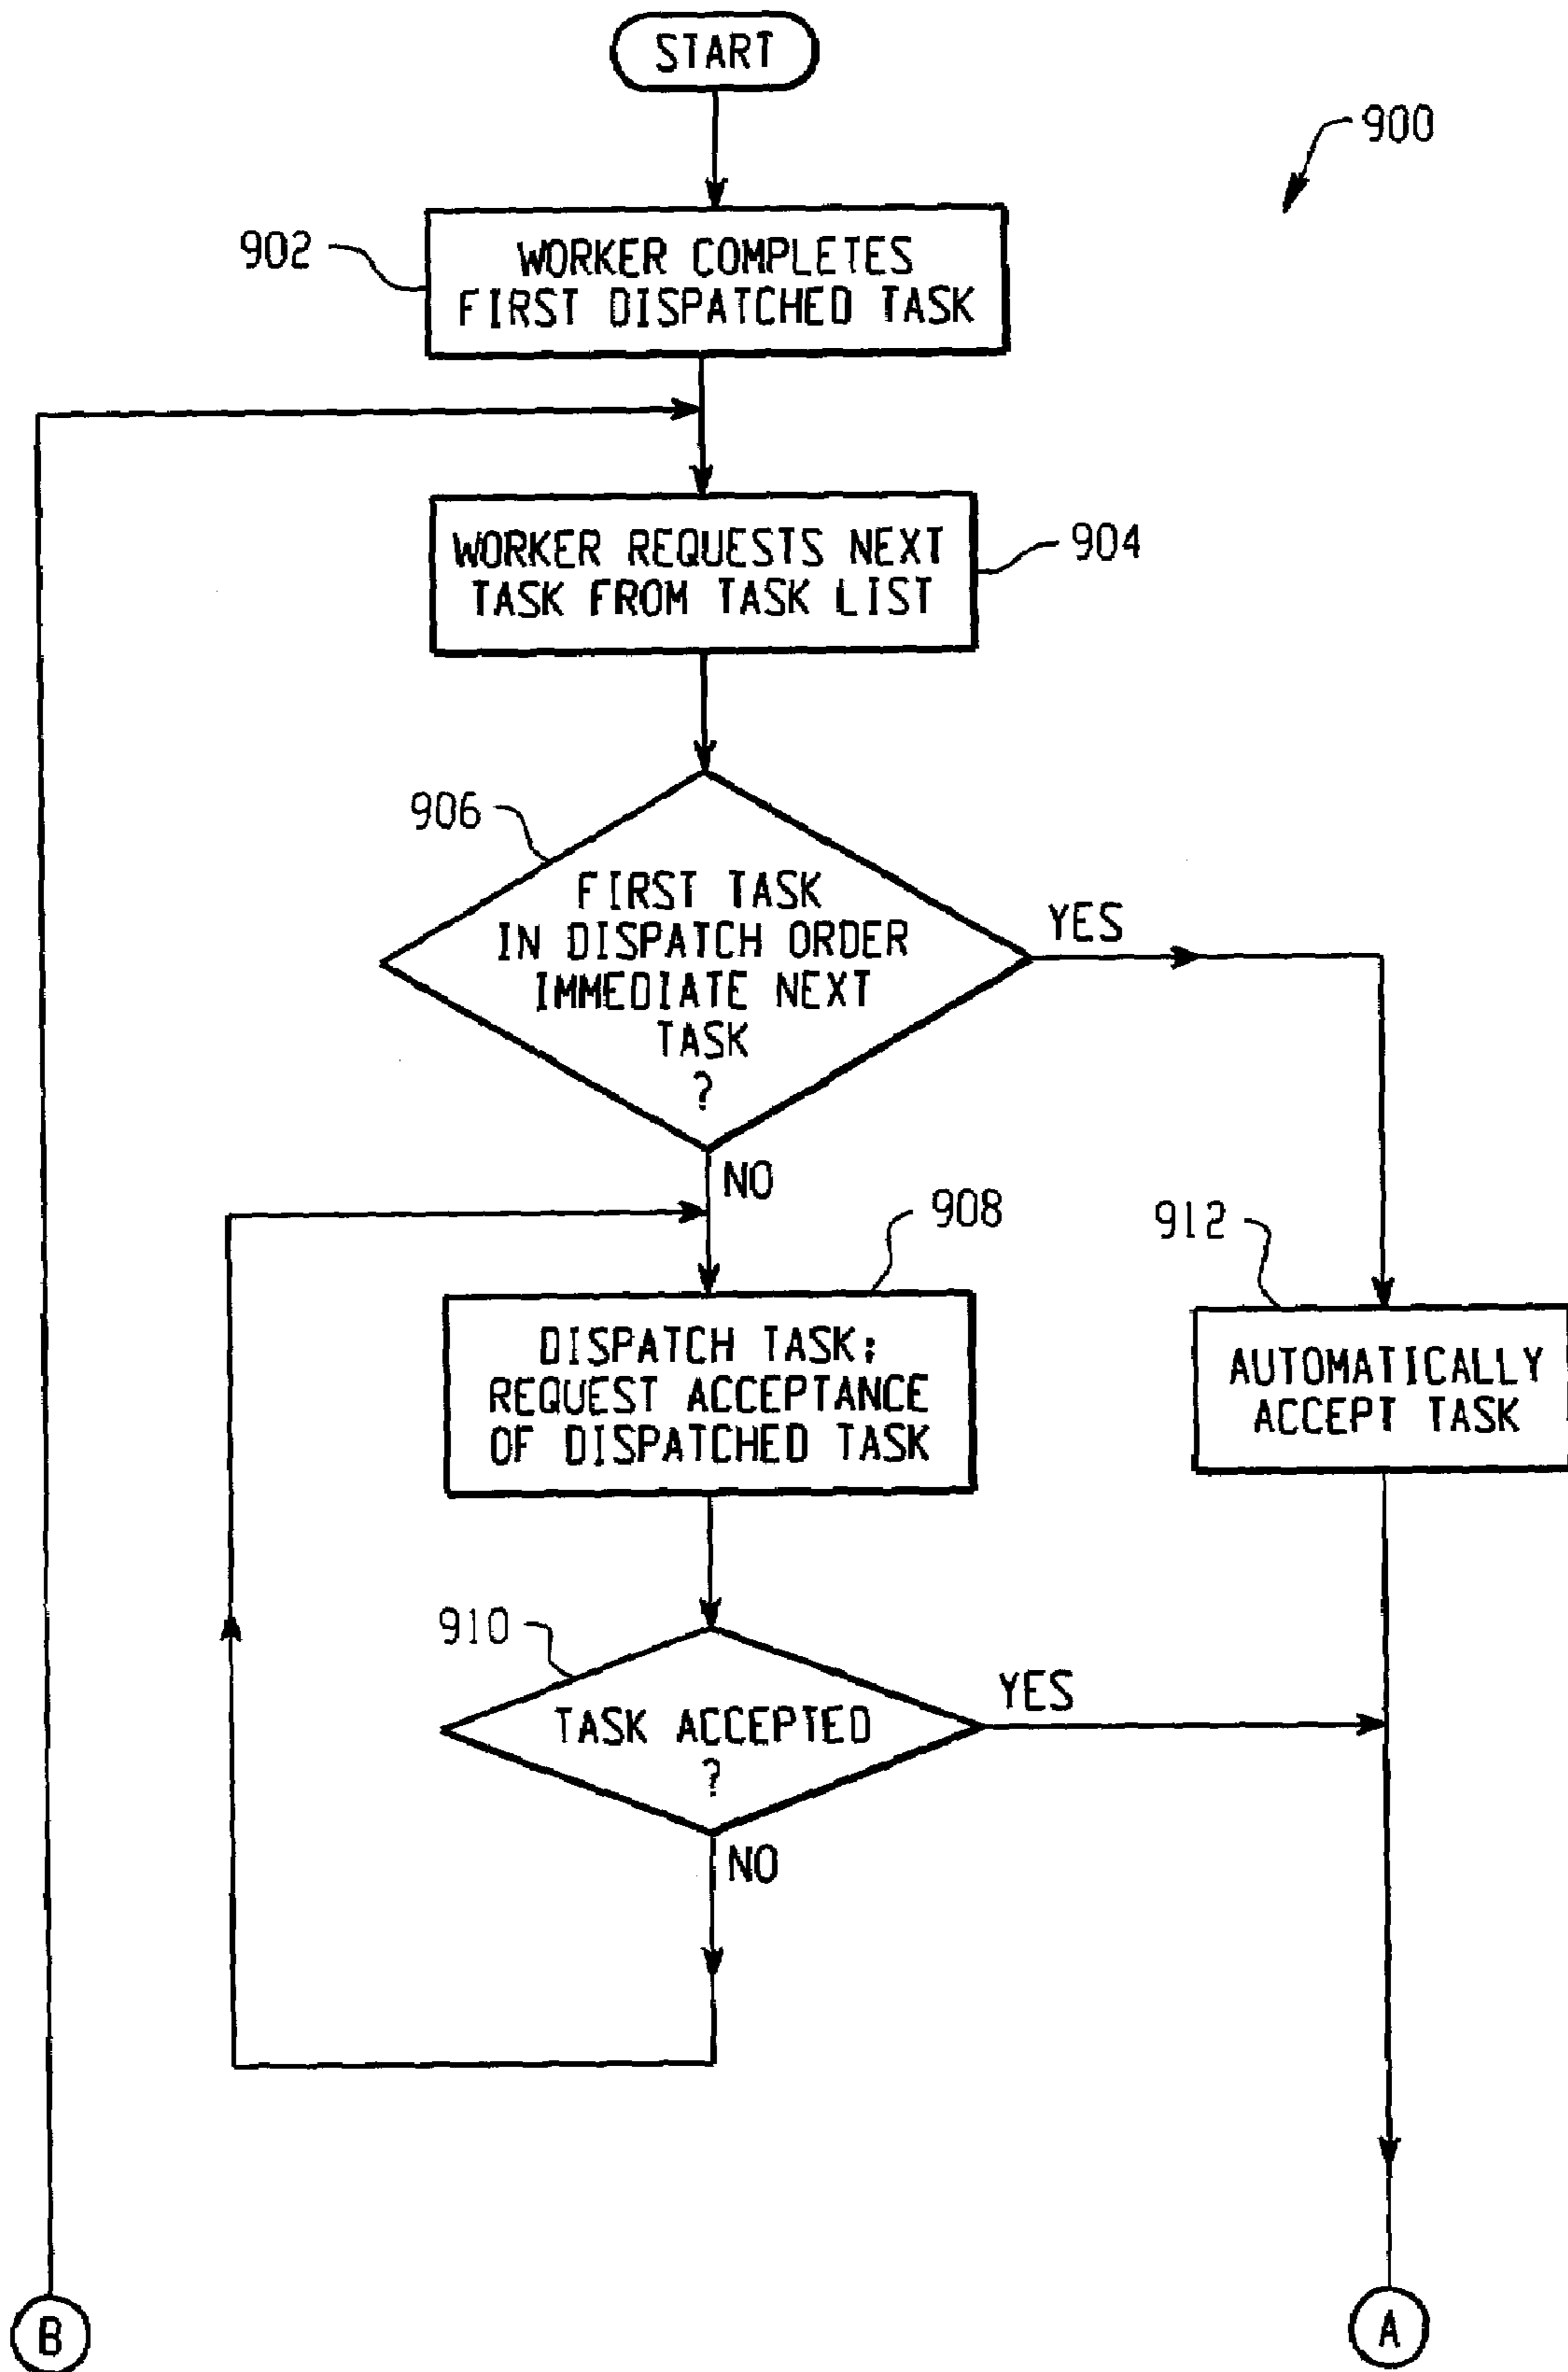 START
900
902
WORKER COMPLETES
FIRST DISPATCHED TASK
WORKER REQUESTS NEXT
TASK FROM TASK LIST
904
906
FIRST TASK
IN DISPATCH ORDER
IMMEDIATE NEXT
TASK
?
YES
NO
908
DISPATCH TASK;
REQUEST ACCEPTANCE
OF DISPATCHED TASK
912
AUTOMATICALLY
ACCEPT TASK
910
TASK ACCEPTED
?
YES
NO
B
A